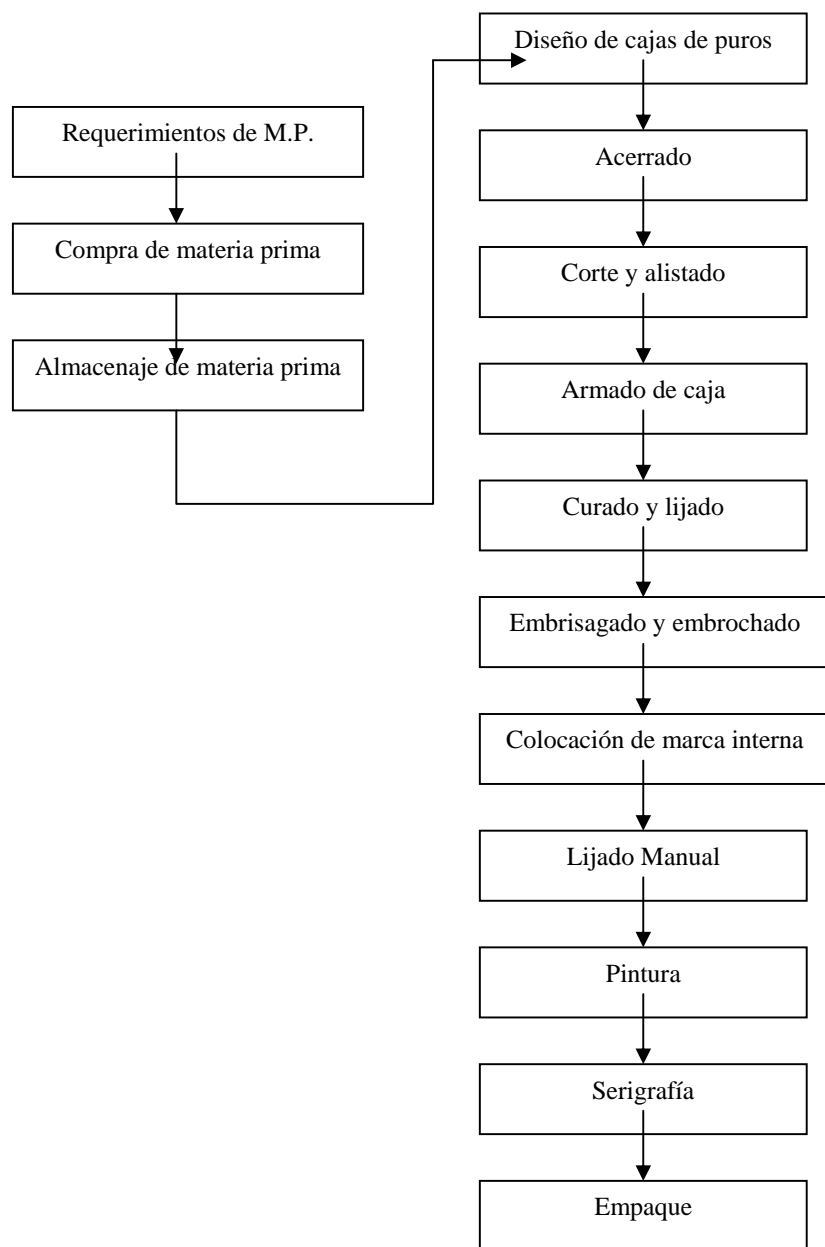 Requerimientos de M.P.
Compra de materia prima
Almacenaje de materia prima
Diseño de cajas de puros
Acerrado
Corte y alistado
Armado de caja
Curado y lijado
Embrisagado y embrochado
Colocación de marca interna
Lijado Manual
Pintura
Serigrafía
Empaque